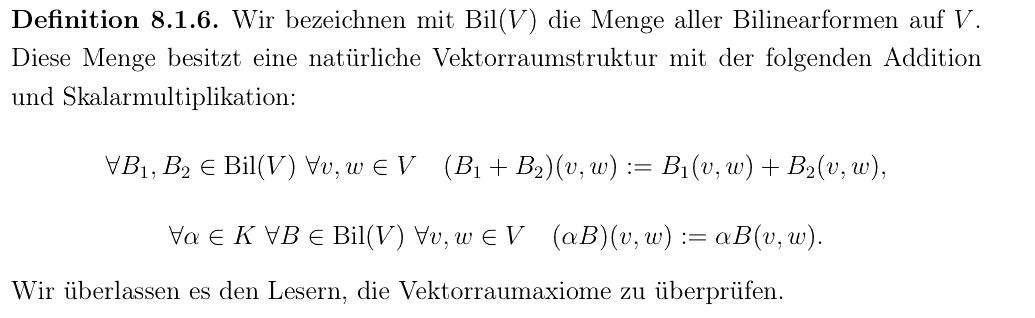 Definition 8.1.6. Wir bezeichnen mit Bil(V) die Menge aller Bilinearformen auf V.
Diese Menge besitzt eine natürliche Vektorraumstruktur mit der folgenden Addition
und Skalarmultiplikation:
∀B₁, B₂ ∈ Bil(V) ∀v, w ∈ V (B₁ + B₂)(v, w) := B₁(v, w) + B₂(v, w),
∀α ∈ K ∀B ∈ Bil(V) ∀v, w ∈ V (αB)(v, w) := αB(v, w).
Wir überlassen es den Lesern, die Vektorraumaxiome zu überprüfen.